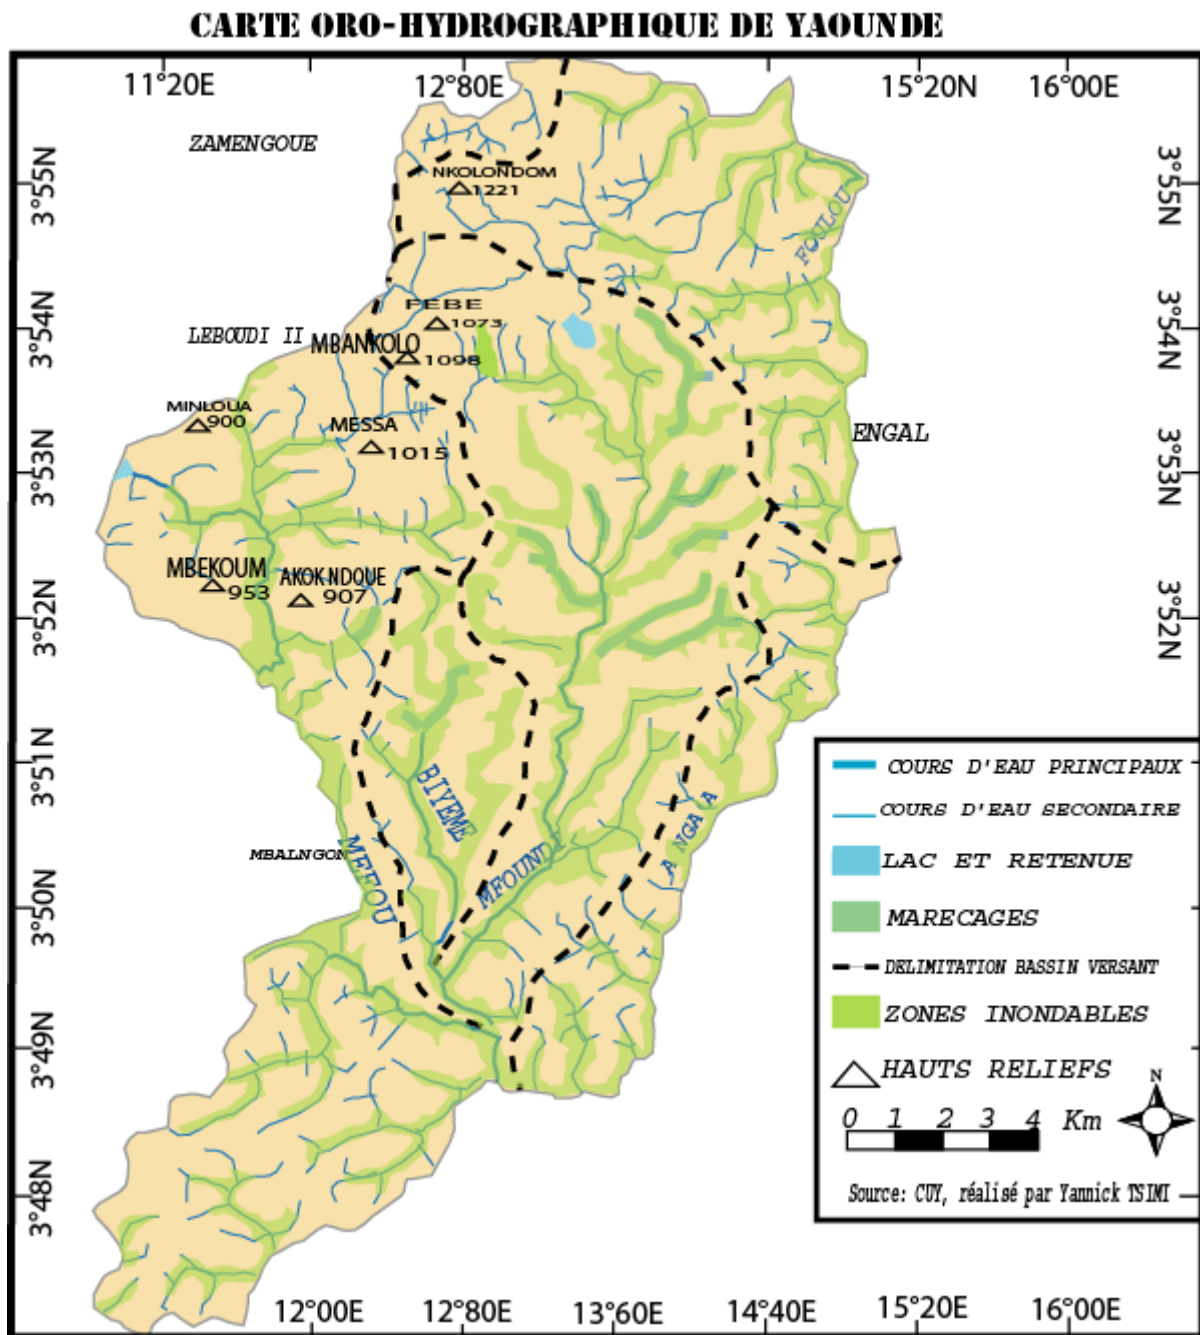 CARTE ORO-HYDROGRAPHIQUE DE YAOUNDE
11°20E
12°80E
15°20N
16°00E
ZAMENGOUE
3°55N
3°55N
NKOLONDOM
1221
FOULOU
3°54N
3°54N
FEBE
1073
LEBOUDI II
MBANKOLO
1098
MINLOUA
900
MESSA
1015
ENGAL
3°53N
3°53N
MBEKOUM
953
AKOK NDOUE
907
3°52N
3°52N
3°51N
BIYEME
MFOUNDI
MEFOU
A NGA A
MBALNGON
3°50N
3°49N
3°48N
COURS D'EAU PRINCIPAUX
COURS D'EAU SECONDAIRE
LAC ET RETENUE
MARECAGES
DELIMITATION BASSIN VERSANT
ZONES INONDABLES
HAUTS RELIEFS
N
0 1 2 3 4 Km
Source: CUY, réalisé par Yannick TSIMI
12°00E
12°80E
13°60E
14°40E
15°20E
16°00E